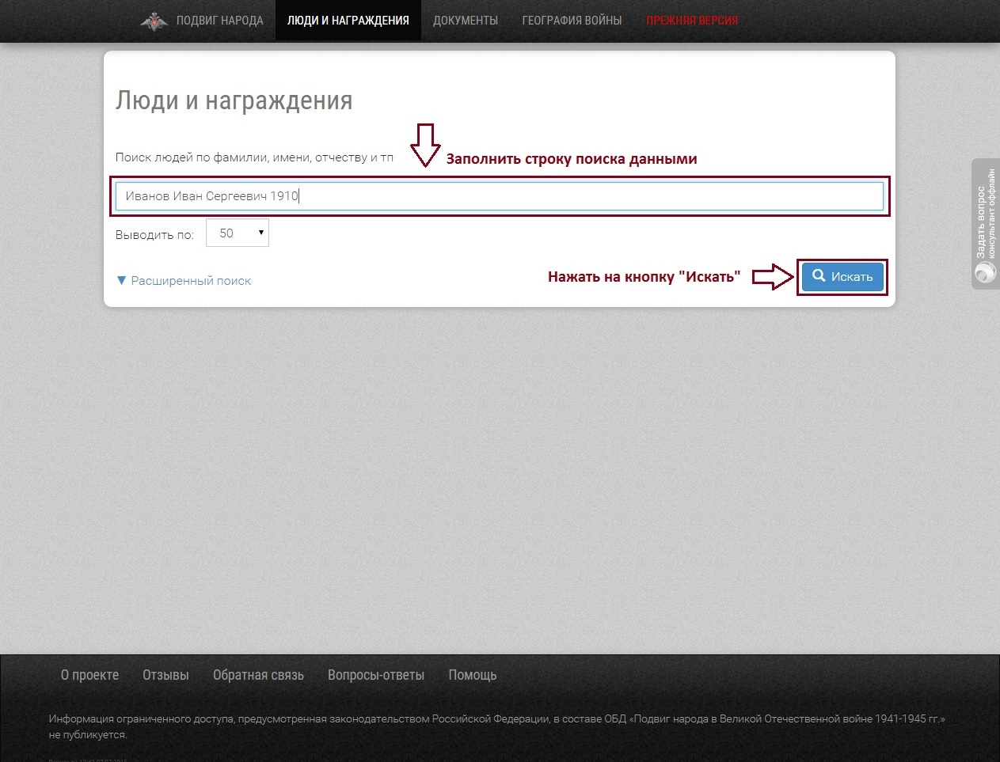 ПОДВИГ НАРОДА ЛЮДИ И НАГРАЖДЕНИЯ ДОКУМЕНТЫ ГЕОГРАФИЯ ВОЙНЫ ПРЕЖНЯЯ ВЕРСИЯ
Люди и награждения
Поиск людей по фамилии, имени, отчеству и тп
Заполнить строку поиска данными
Иванов Иван Сергеевич 1910
Выводить по: 50
Расширенный поиск
Нажать на кнопку "Искать"
Искать
Задать вопрос
консультант оффлайн
О проекте Отзывы Обратная связь Вопросы-ответы Помощь
Информация ограниченного доступа, предусмотренная законодательством Российской Федерации, в составе ОБД «Подвиг народа в Великой Отечественной войне 1941-1945 гг.»
не публикуется.